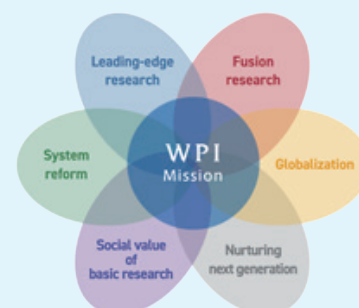 Leading-edge
research
Fusion
research
System
reform
WPI
Mission
Globalization
Social value
of
basic research
Nurturing
next generation